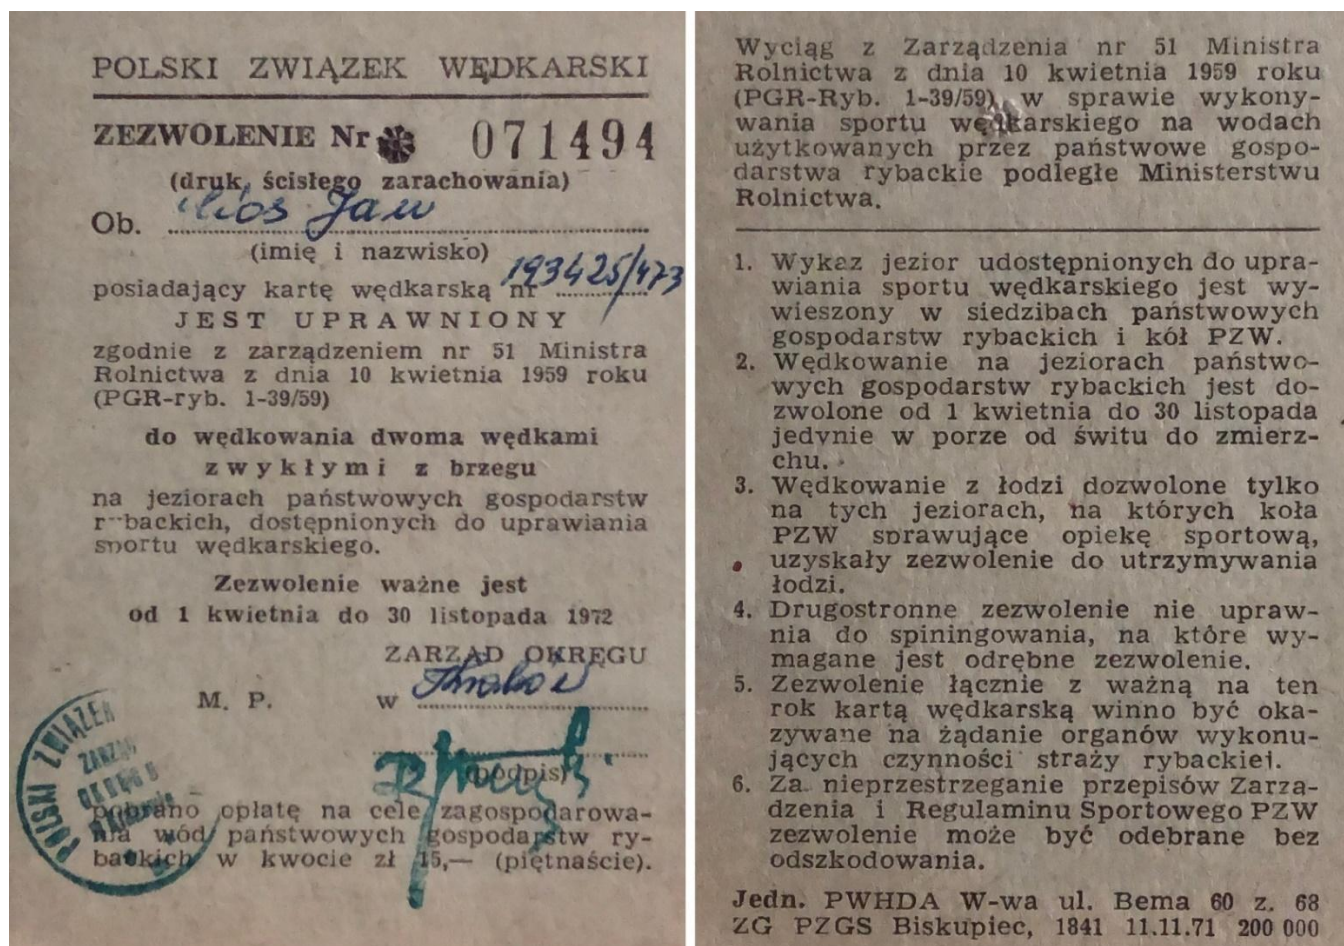 POLSKI ZWIĄZEK WĘDKARSKI
ZEZWOLENIE Nr 071494
(druk ścisłego zarachowania)
Ob. Jan
(imię i nazwisko)
posiadający kartę wędkarską nr 193425/473
JEST UPRAWNIONY
zgodnie z zarządzeniem nr 51 Ministra
Rolnictwa z dnia 10 kwietnia 1959 roku
(PGR-ryb. 1-39/59)
do wędkowania dwoma wędkami
zwykłymi z brzegu
na jeziorach państwowych gospodarstw
r backich, dostępnionych do uprawiania
sportu wędkarskiego.
Zezwolenie ważne jest
od 1 kwietnia do 30 listopada 1972
ZARZĄD OKRĘGU
M. P. w Kraków
(podpis)
POLSKI ZWIĄZEK
ZARZĄD
OKRĘG
pobrano opłatę na cele zagospodarowa-
nia wód państwowych gospodarstw ry-
backich w kwocie zł 15,— (piętnaście).
Wyciąg z Zarządzenia nr 51 Ministra
Rolnictwa z dnia 10 kwietnia 1959 roku
(PGR-Ryb. 1-39/59) w sprawie wykony-
wania sportu wędkarskiego na wodach
użytkowanych przez państwowe gospo-
darstwa rybackie podległe Ministerstwu
Rolnictwa.
1. Wykaz jezior udostępnionych do upra-
wiania sportu wędkarskiego jest wy-
wieszony w siedzibach państwowych
gospodarstw rybackich i kół PZW.
2. Wędkowanie na jeziorach państwo-
wych gospodarstw rybackich jest do-
zwolone od 1 kwietnia do 30 listopada
jedynie w porze od świtu do zmierz-
chu.
3. Wędkowanie z łodzi dozwolone tylko
na tych jeziorach, na których koła
PZW sprawujące opiekę sportową,
uzyskały zezwolenie do utrzymywania
łodzi.
4. Drugostronne zezwolenie nie upraw-
nia do spiningowania, na które wy-
magane jest odrębne zezwolenie.
5. Zezwolenie łącznie z ważną na ten
rok kartą wędkarską winno być oka-
zywane na żądanie organów wykonu-
jących czynności straży rybackiej.
6. Za nieprzestrzeganie przepisów Zarzą-
dzenia i Regulaminu Sportowego PZW
zezwolenie może być odebrane bez
odszkodowania.
Jedn. PWHDA W-wa ul. Bema 60 z. 68
ZG PZGS Biskupiec, 1841 11.11.71 200 000